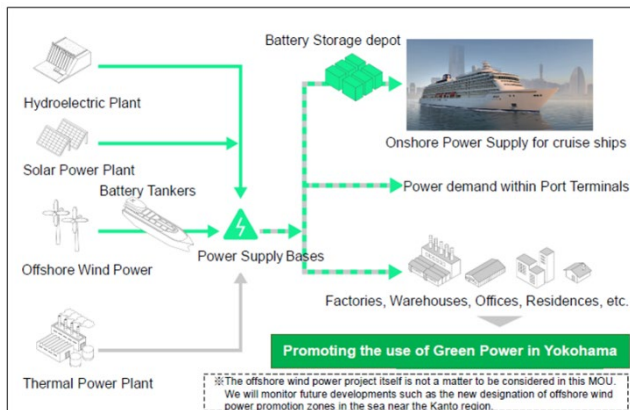 Battery Storage depot
Hydroelectric Plant
Onshore Power Supply for cruise ships
Solar Power Plant
Battery Tankers
Power demand within Port Terminals
Offshore Wind Power
Power Supply Bases
Factories, Warehouses, Offices, Residences, etc.
Promoting the use of Green Power in Yokohama
Thermal Power Plant
※The offshore wind power project itself is not a matter to be considered in this MOU.
We will monitor future developments such as the new designation of offshore wind
power promotion zones in the sea near the Kanto region.